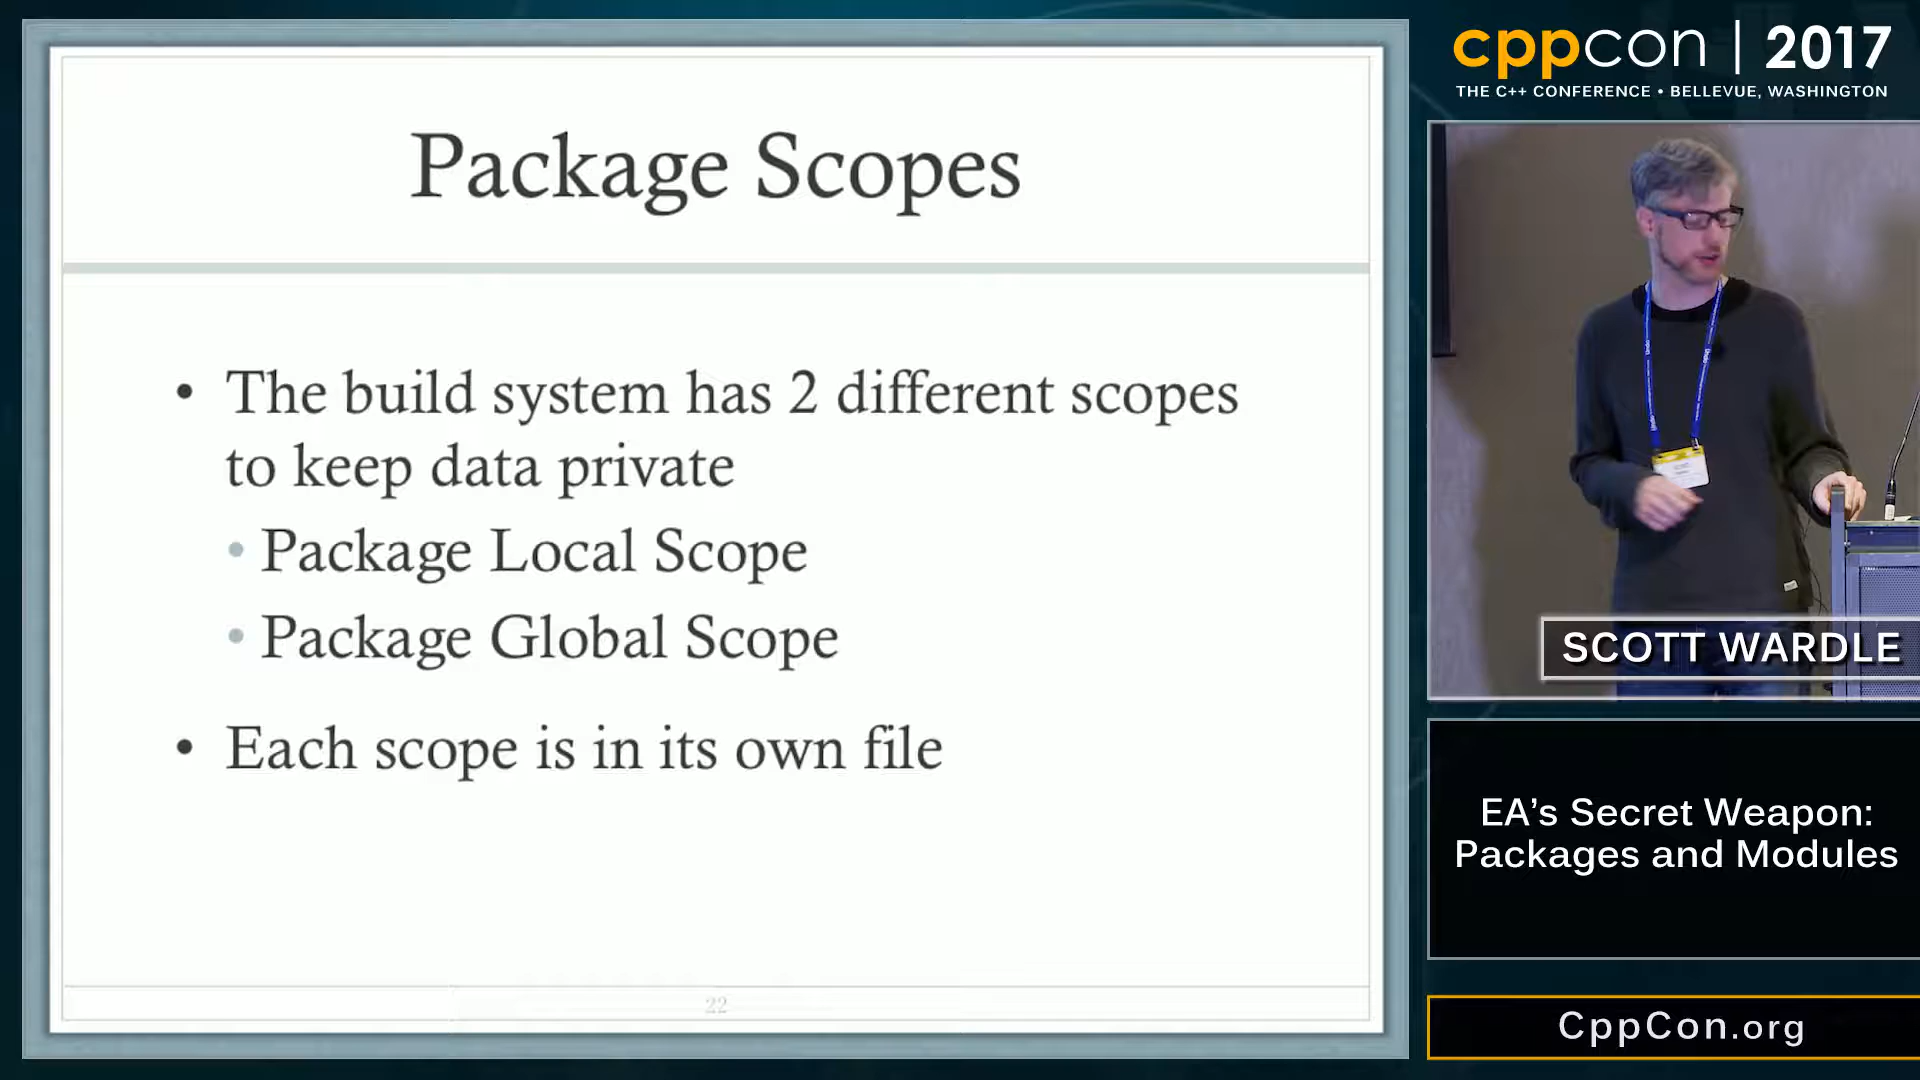 Package Scopes
• The build system has 2 different scopes
to keep data private
• Package Local Scope
• Package Global Scope
• Each scope is in its own file
22
cppcon | 2017
THE C++ CONFERENCE • BELLEVUE, WASHINGTON
SCOTT WARDLE
EA’s Secret Weapon:
Packages and Modules
CppCon.org